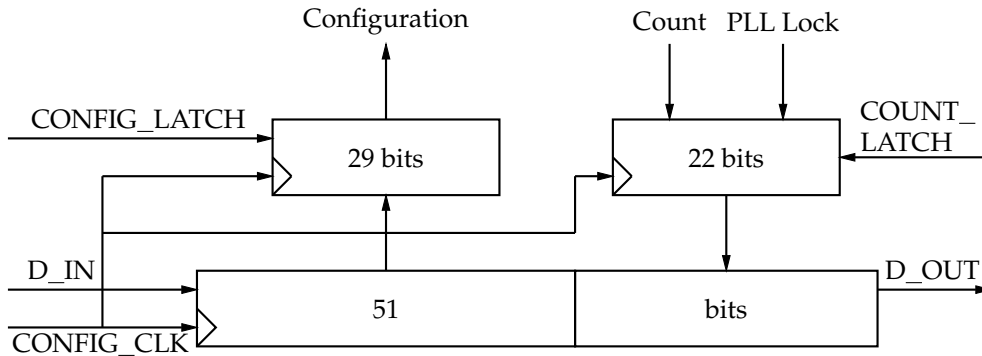 Configuration
Count PLL Lock
CONFIG_LATCH
COUNT_
LATCH
29 bits
22 bits
D_IN
D_OUT
51 bits
CONFIG_CLK